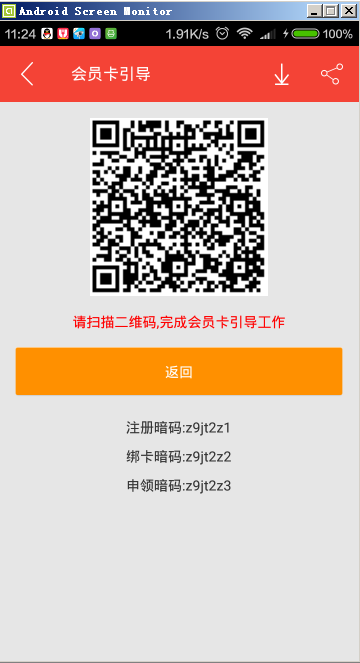 Android Screen Monitor
11:24 1.91K/s 100%
会员卡引导
请扫描二维码,完成会员卡引导工作
返回
注册暗码:z9jt2z1
绑卡暗码:z9jt2z2
申领暗码:z9jt2z3